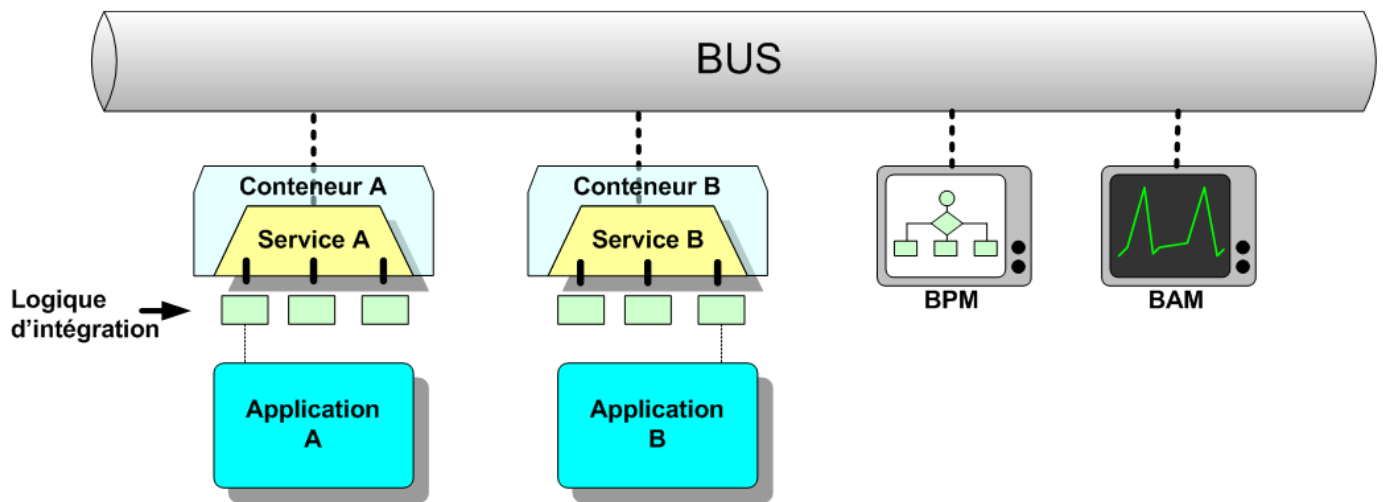 BUS
Conteneur A
Conteneur B
Service A
Service B
BPM
BAM
Logique
d'intégration
Application
A
Application
B